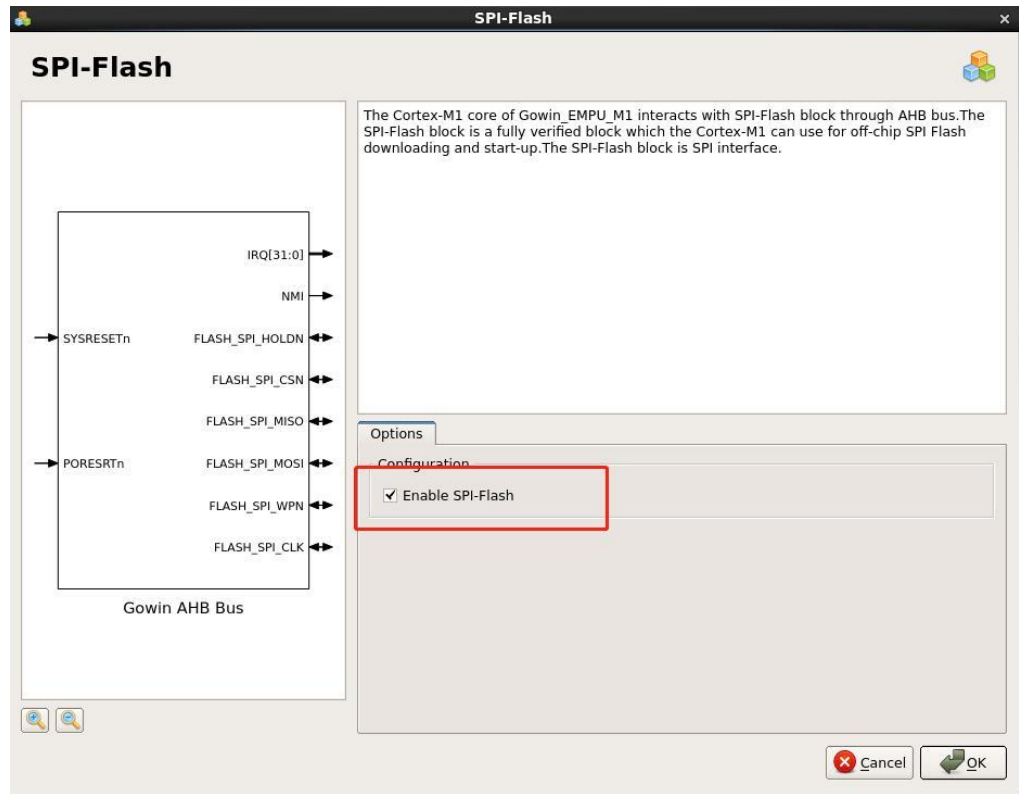 SPI-Flash
SPI-Flash
The Cortex-M1 core of Gowin_EMPU_M1 interacts with SPI-Flash block through AHB bus.The
SPI-Flash block is a fully verified block which the Cortex-M1 can use for off-chip SPI Flash
downloading and start-up.The SPI-Flash block is SPI interface.
IRQ[31:0]
NMI
SYSRESETn
FLASH_SPI_HOLDN
FLASH_SPI_CSN
FLASH_SPI_MISO
PORESRTn
FLASH_SPI_MOSI
FLASH_SPI_WPN
FLASH_SPI_CLK
Gowin AHB Bus
Options
Configuration
Enable SPI-Flash
Cancel
OK